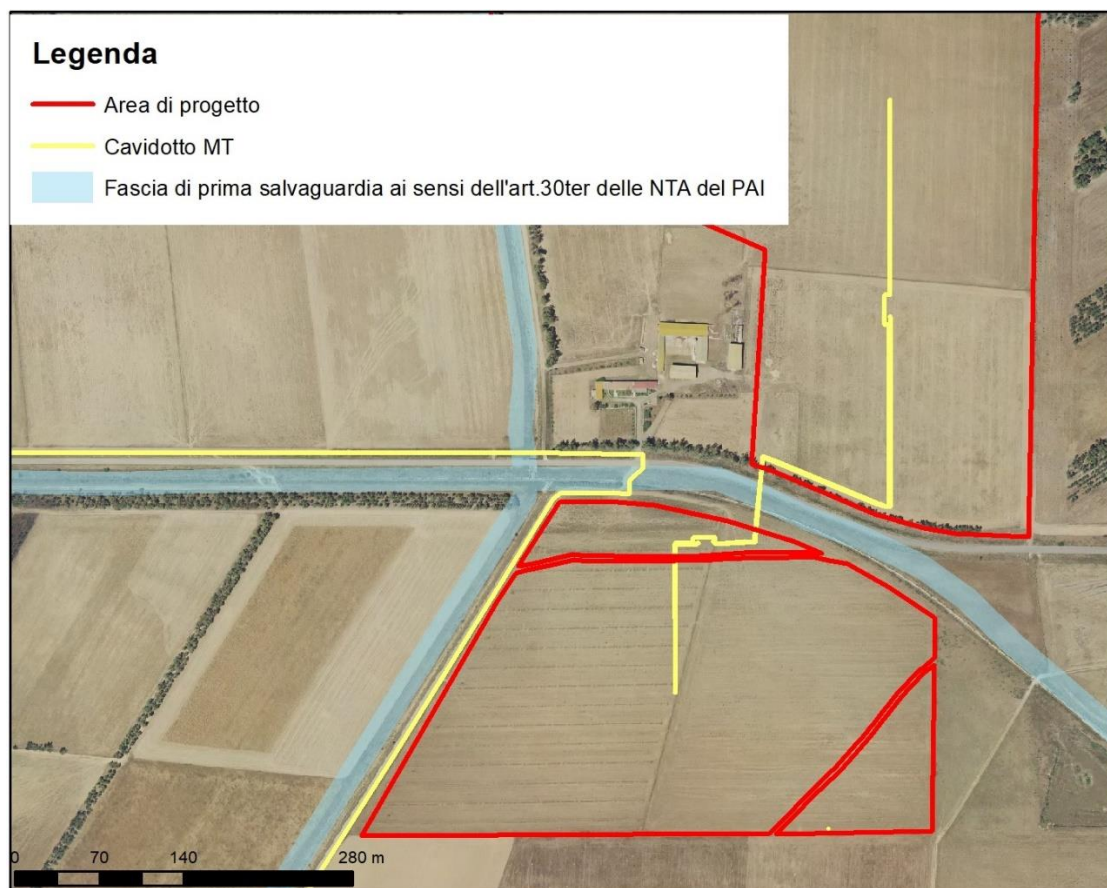 Legenda
Area di progetto
Cavidotto MT
Fascia di prima salvaguardia ai sensi dell'art.30ter delle NTA del PAI
0 70 140 280 m